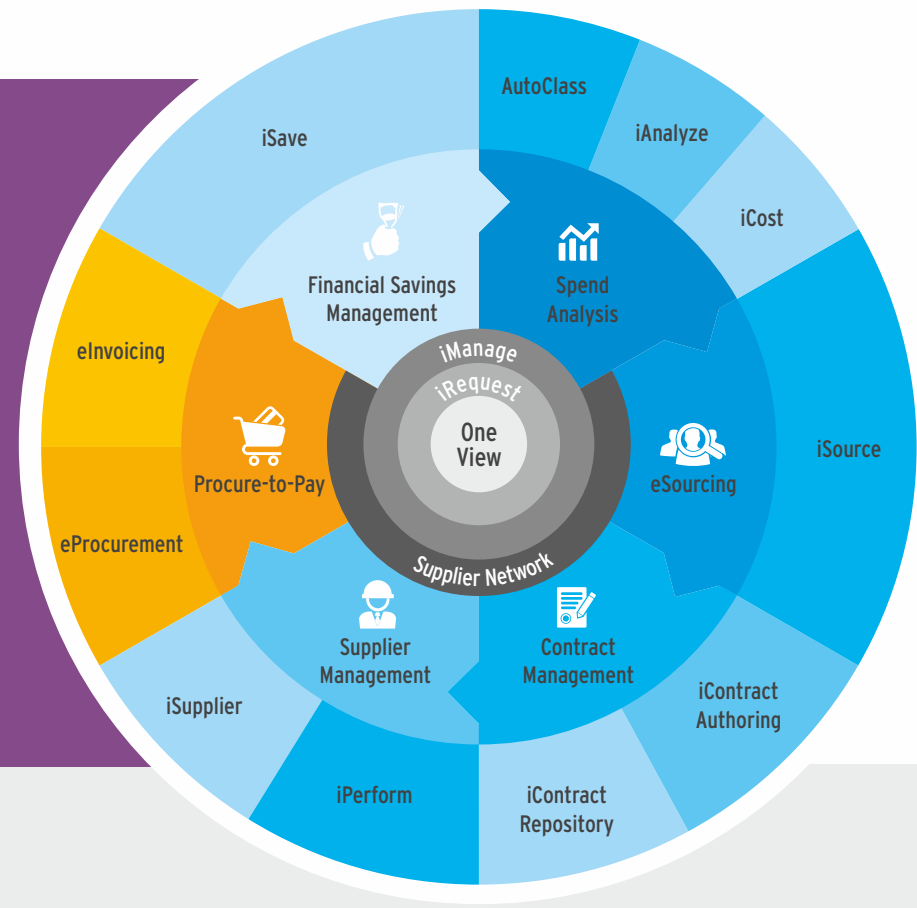 AutoClass
iAnalyze
iCost
iSource
iContract
Authoring
iContract
Repository
iPerform
iSupplier
eProcurement
eInvoicing
iSave
Spend
Analysis
eSourcing
Contract
Management
Supplier
Management
Procure-to-Pay
Financial Savings
Management
iManage
iRequest
One
View
Supplier Network